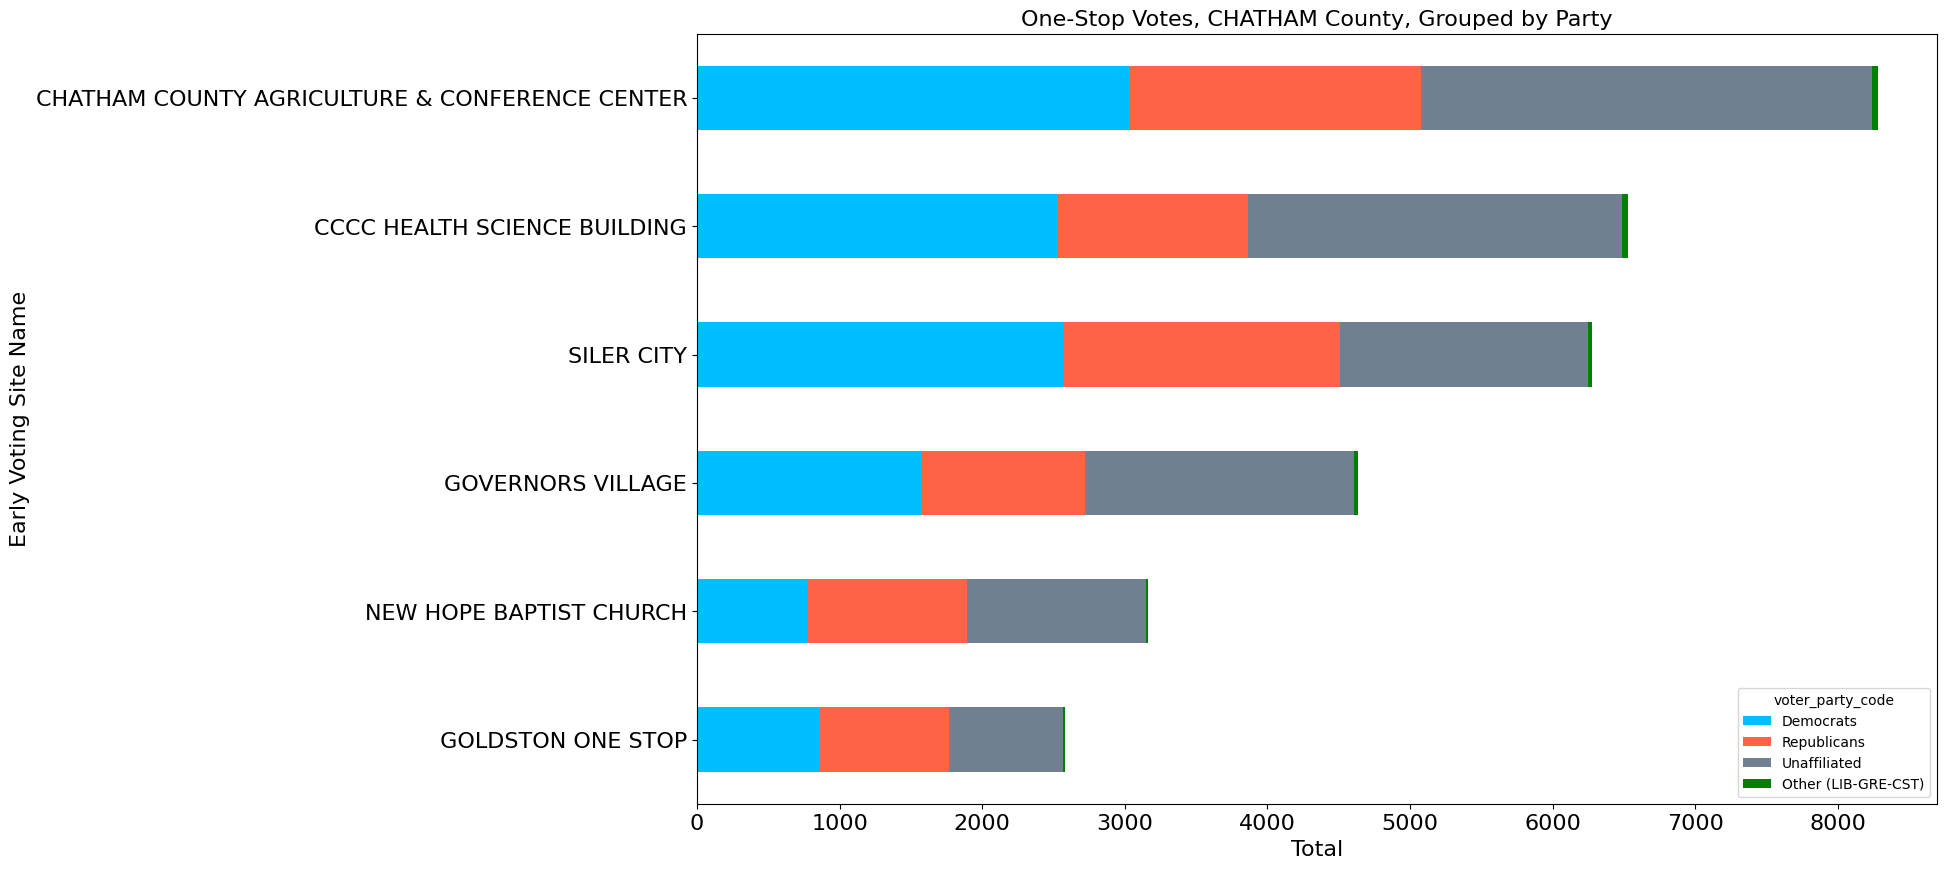 One-Stop Votes, CHATHAM County, Grouped by Party
Early Voting Site Name
CHATHAM COUNTY AGRICULTURE & CONFERENCE CENTER
CCCC HEALTH SCIENCE BUILDING
SILER CITY
GOVERNORS VILLAGE
NEW HOPE BAPTIST CHURCH
GOLDSTON ONE STOP
voter_party_code
Democrats
Republicans
Unaffiliated
Other (LIB-GRE-CST)
0 1000 2000 3000 4000 5000 6000 7000 8000
Total